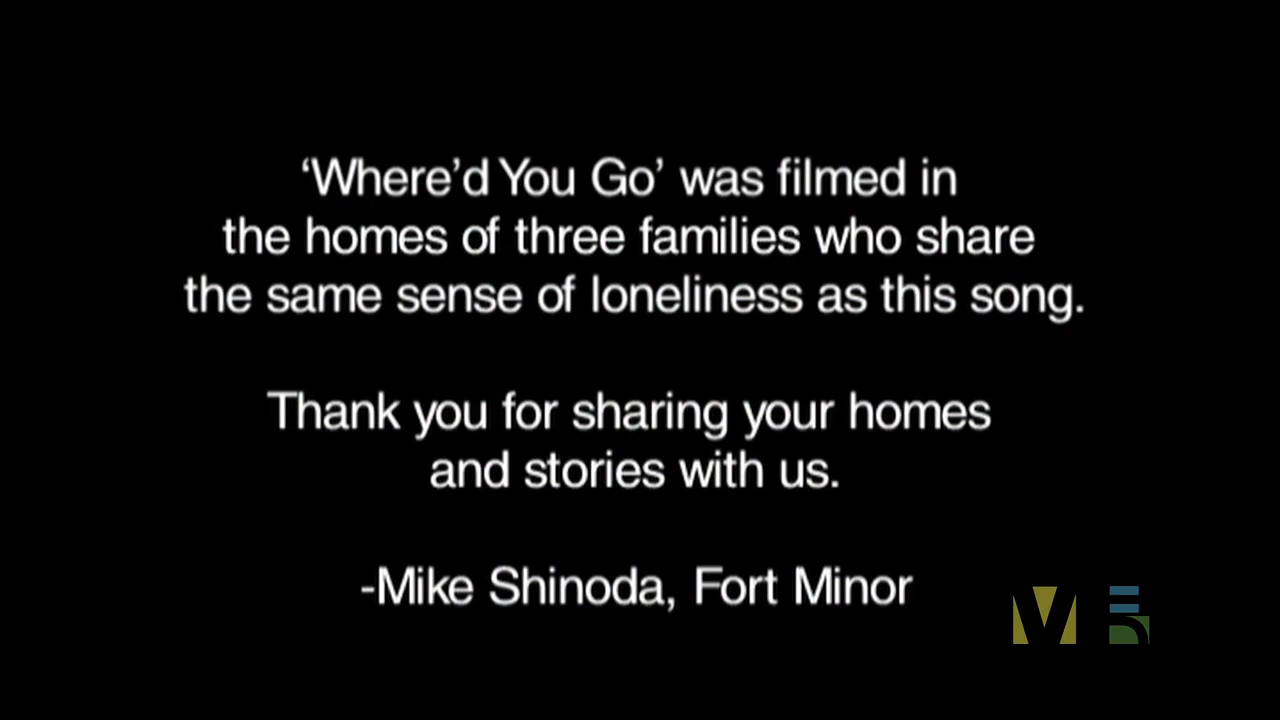 ‘Where’d You Go’ was filmed in
the homes of three families who share
the same sense of loneliness as this song.
Thank you for sharing your homes
and stories with us.
-Mike Shinoda, Fort Minor